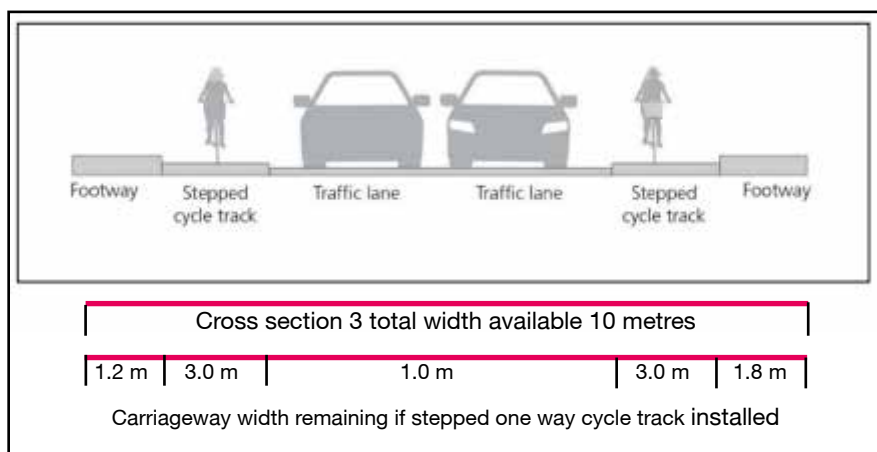 Footway Stepped Traffic lane Traffic lane Stepped Footway
cycle track cycle track
Cross section 3 total width available 10 metres
1.2 m 3.0 m 1.0 m 3.0 m 1.8 m
Carriageway width remaining if stepped one way cycle track installed